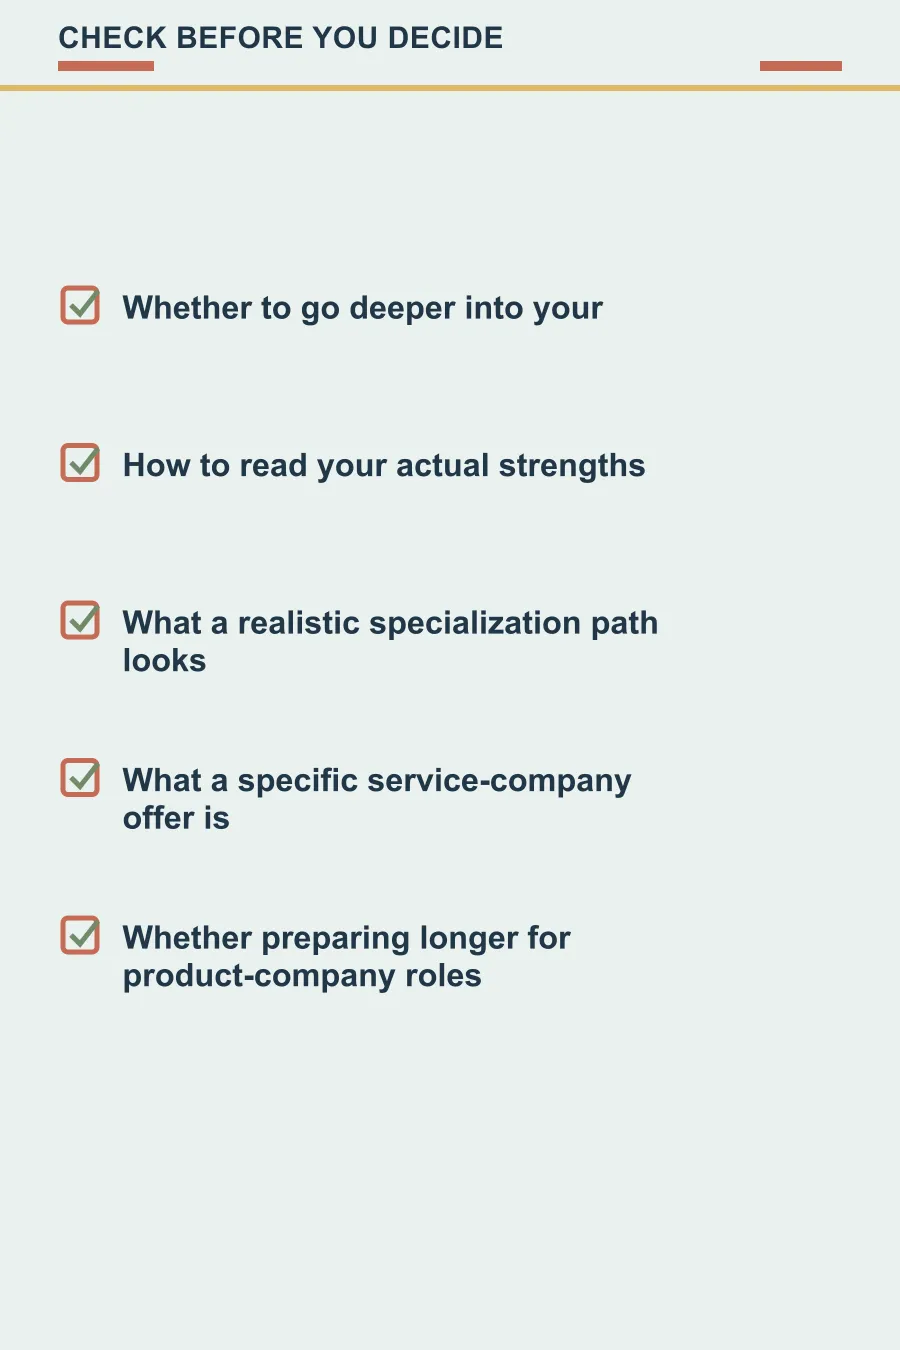 CHECK BEFORE YOU DECIDE
Whether to go deeper into your
How to read your actual strengths
What a realistic specialization path
looks
What a specific service-company
offer is
Whether preparing longer for
product-company roles